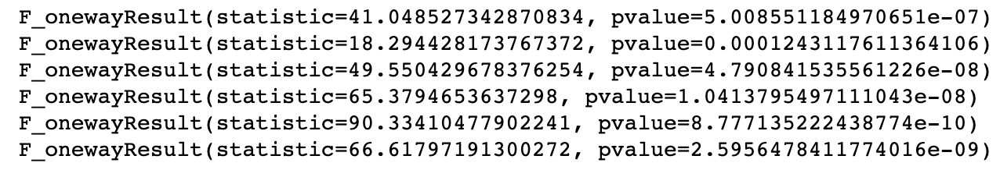 F_onewayResult(statistic=41.048527342870834, pvalue=5.008551184970651e-07)
F_onewayResult(statistic=18.294428173767372, pvalue=0.0001243117611364106)
F_onewayResult(statistic=49.550429678376254, pvalue=4.790841535561226e-08)
F_onewayResult(statistic=65.3794653637298, pvalue=1.0413795497111043e-08)
F_onewayResult(statistic=90.33410477902241, pvalue=8.777135222438774e-10)
F_onewayResult(statistic=66.61797191300272, pvalue=2.5956478411774016e-09)